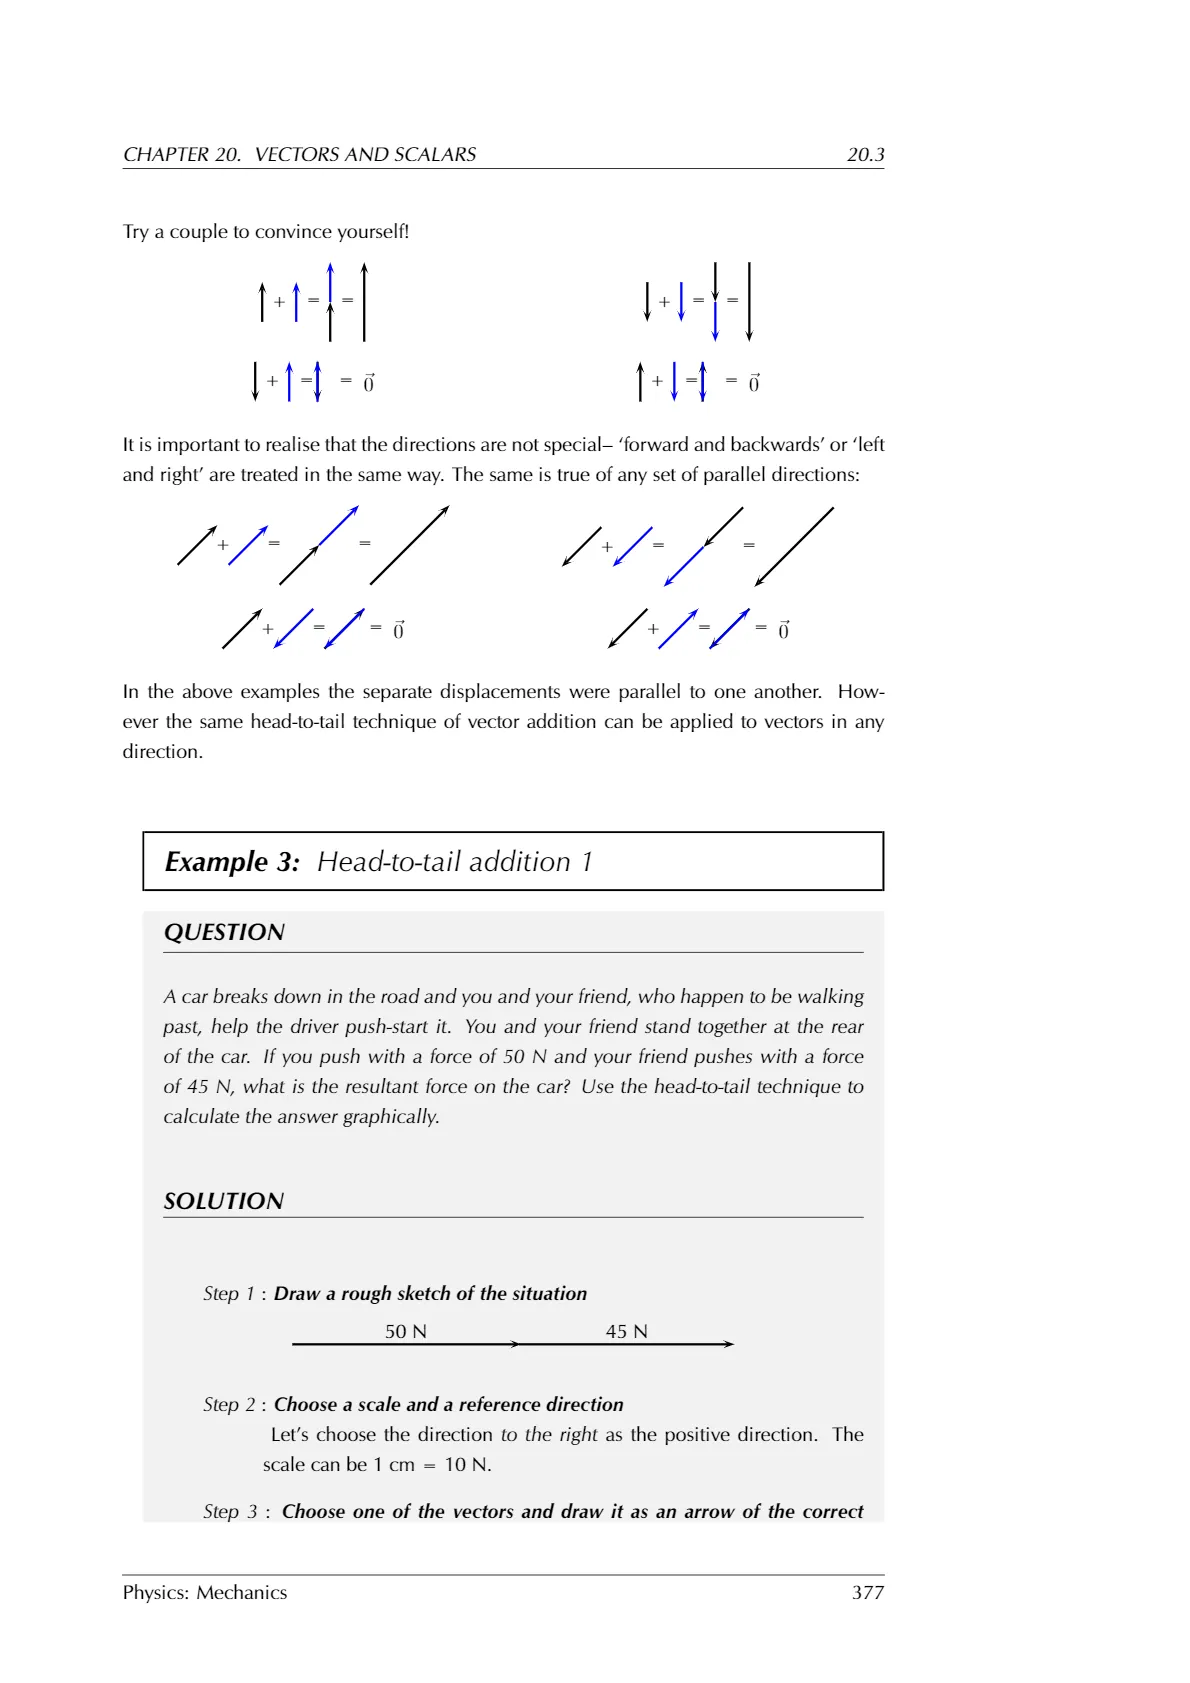 CHAPTER 20. VECTORS AND SCALARS 20.3
Try a couple to convince yourself!
+ = =
+ = =
+ = = 0⃗
+ = = 0⃗
It is important to realise that the directions are not special– ‘forward and backwards’ or ‘left
and right’ are treated in the same way. The same is true of any set of parallel directions:
+ = =
+ = =
+ = = 0⃗
+ = = 0⃗
In the above examples the separate displacements were parallel to one another. How-
ever the same head-to-tail technique of vector addition can be applied to vectors in any
direction.
Example 3: Head-to-tail addition 1
QUESTION
A car breaks down in the road and you and your friend, who happen to be walking
past, help the driver push-start it. You and your friend stand together at the rear
of the car. If you push with a force of 50 N and your friend pushes with a force
of 45 N, what is the resultant force on the car? Use the head-to-tail technique to
calculate the answer graphically.
SOLUTION
Step 1 : Draw a rough sketch of the situation
50 N 45 N
Step 2 : Choose a scale and a reference direction
Let’s choose the direction to the right as the positive direction. The
scale can be 1 cm = 10 N.
Step 3 : Choose one of the vectors and draw it as an arrow of the correct
Physics: Mechanics 377